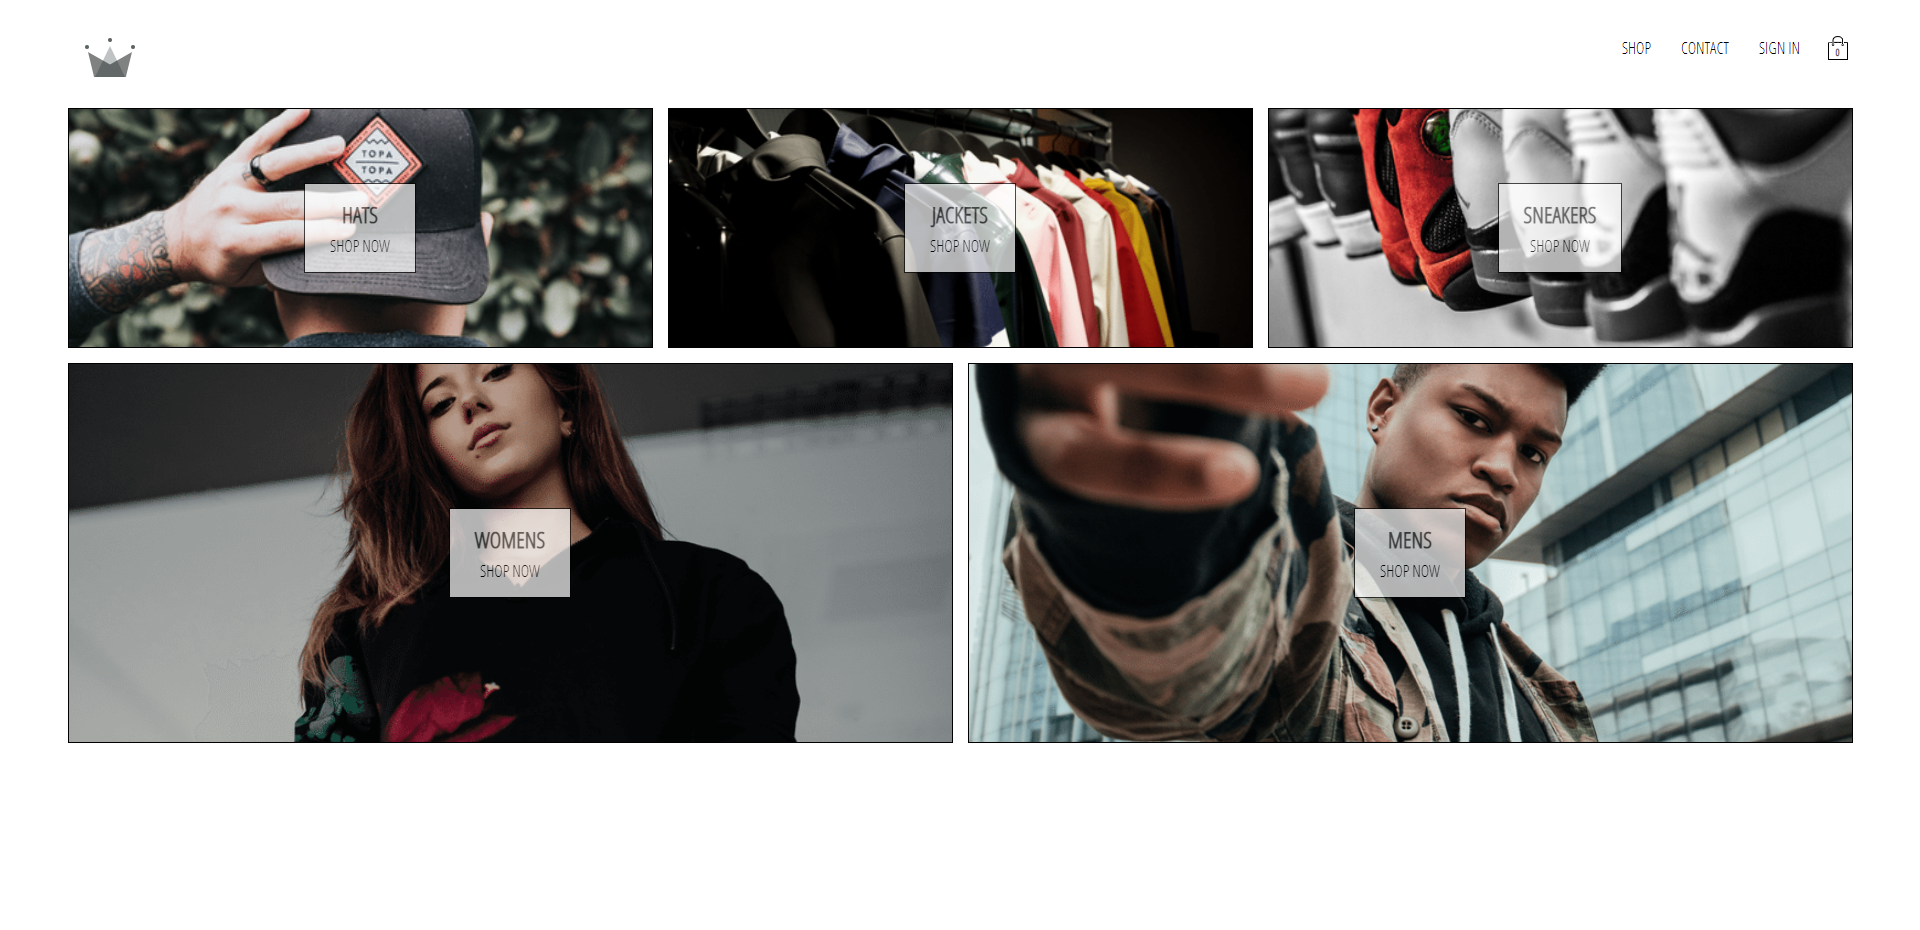 SHOP
CONTACT
SIGN IN
0
TOPA
TOPA
HATS
SHOP NOW
JACKETS
SHOP NOW
SNEAKERS
SHOP NOW
WOMENS
SHOP NOW
MENS
SHOP NOW